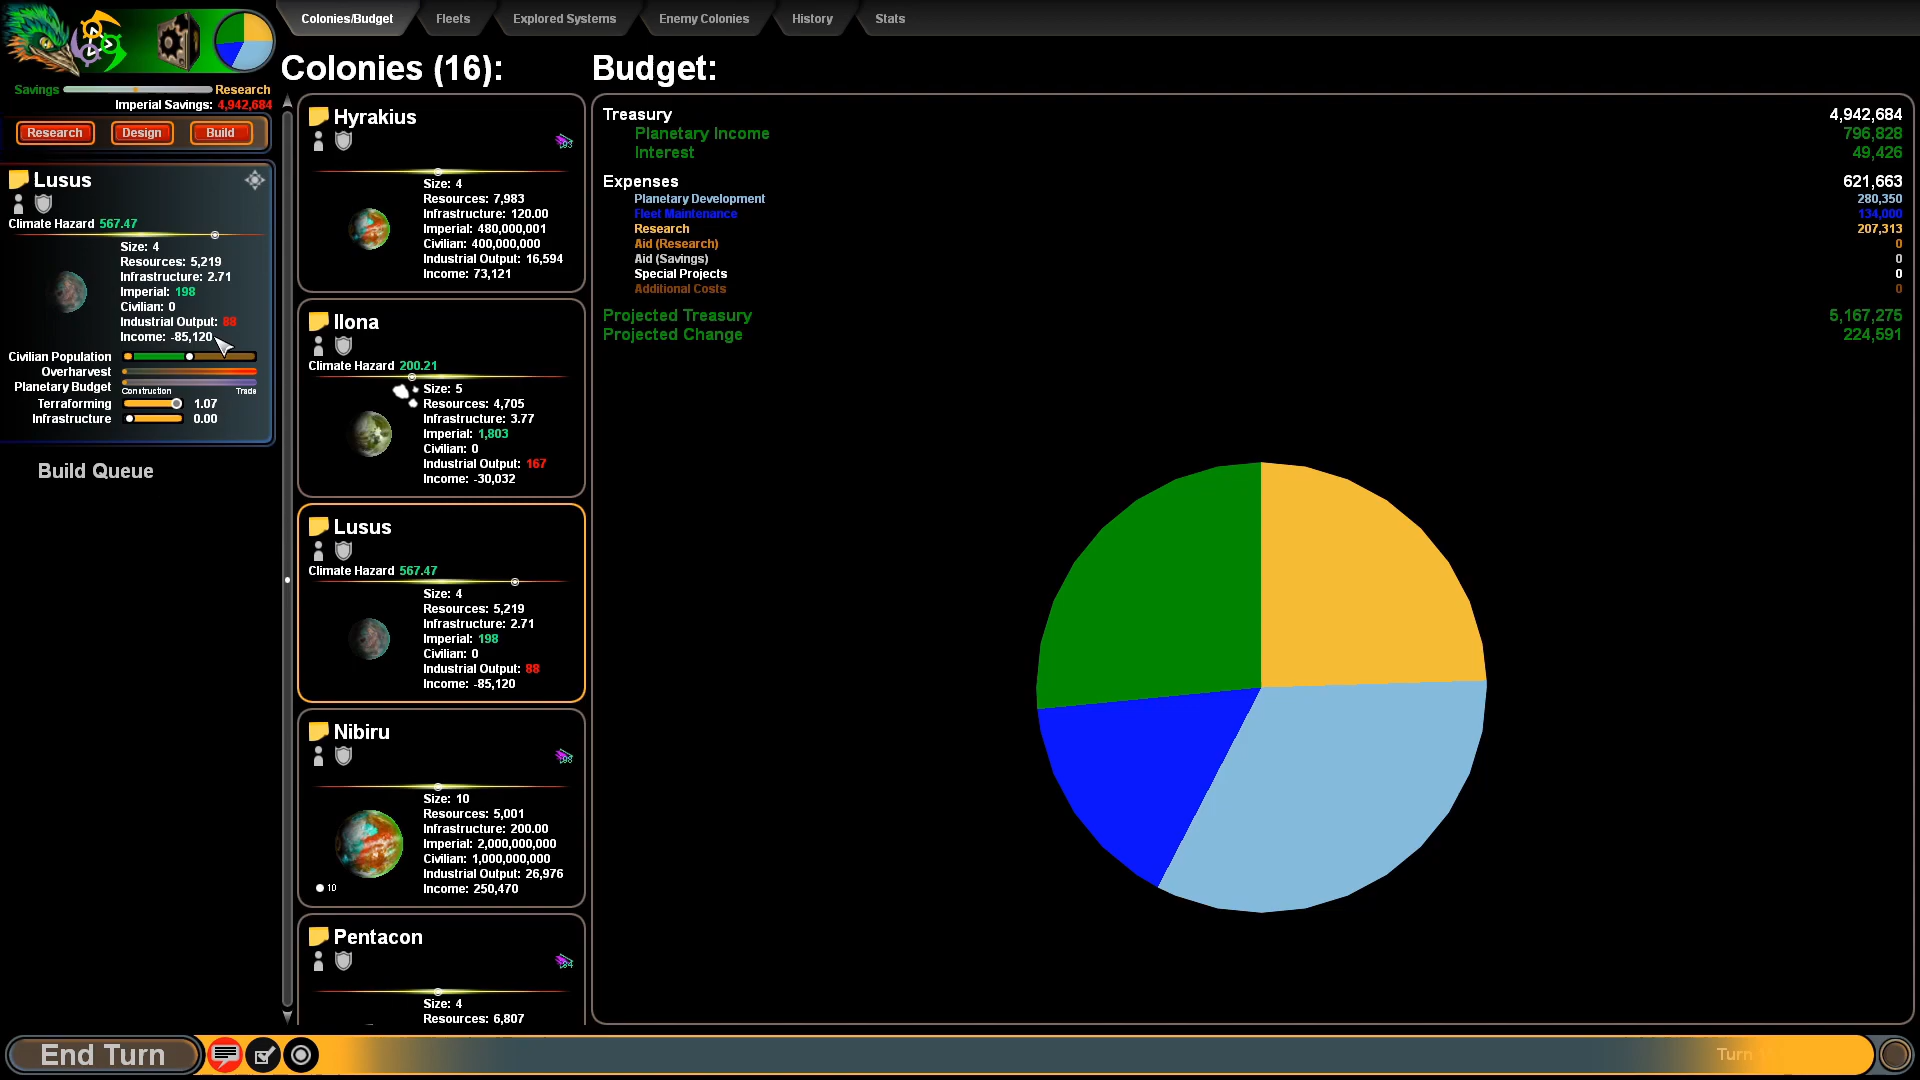 Colonies/Budget
Fleets
Explored Systems
Enemy Colonies
History
Stats
Savings
Research
Imperial Savings: 4,942,684
Research
Design
Build
Lusus
Climate Hazard 567.47
Size: 4
Resources: 5,219
Infrastructure: 2.71
Imperial: 198
Civilian: 0
Industrial Output: 88
Income: -85,120
Civilian Population
Overharvest
Planetary Budget
Construction
Trade
Terraforming 1.07
Infrastructure 0.00
Build Queue
Colonies (16):
Hyrakius
Size: 4
Resources: 7,983
Infrastructure: 120.00
Imperial: 480,000,001
Civilian: 400,000,000
Industrial Output: 16,594
Income: 73,121
Ilona
Climate Hazard 200.21
Size: 5
Resources: 4,705
Infrastructure: 3.77
Imperial: 1,803
Civilian: 0
Industrial Output: 167
Income: -30,032
Lusus
Climate Hazard 567.47
Size: 4
Resources: 5,219
Infrastructure: 2.71
Imperial: 198
Civilian: 0
Industrial Output: 88
Income: -85,120
Nibiru
Size: 10
Resources: 5,001
Infrastructure: 200.00
Imperial: 2,000,000,000
Civilian: 1,000,000,000
Industrial Output: 26,976
Income: 250,470
10
Pentacon
Size: 4
Resources: 6,807
Budget:
Treasury 4,942,684
Planetary Income 796,828
Interest 49,426
Expenses 621,663
Planetary Development 280,350
Fleet Maintenance 134,000
Research 207,313
Aid (Research) 0
Aid (Savings) 0
Special Projects 0
Additional Costs 0
Projected Treasury 5,167,275
Projected Change 224,591
End Turn
Turn